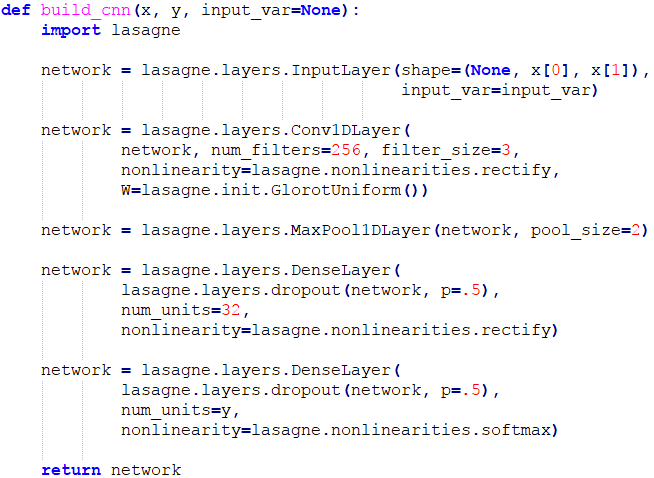 def build_cnn(x, y, input_var=None):
    import lasagne

    network = lasagne.layers.InputLayer(shape=(None, x[0], x[1]),
                                        input_var=input_var)

    network = lasagne.layers.Conv1DLayer(
            network, num_filters=256, filter_size=3,
            nonlinearity=lasagne.nonlinearities.rectify,
            W=lasagne.init.GlorotUniform())

    network = lasagne.layers.MaxPool1DLayer(network, pool_size=2)

    network = lasagne.layers.DenseLayer(
            lasagne.layers.dropout(network, p=.5),
            num_units=32,
            nonlinearity=lasagne.nonlinearities.rectify)

    network = lasagne.layers.DenseLayer(
            lasagne.layers.dropout(network, p=.5),
            num_units=y,
            nonlinearity=lasagne.nonlinearities.softmax)

    return network